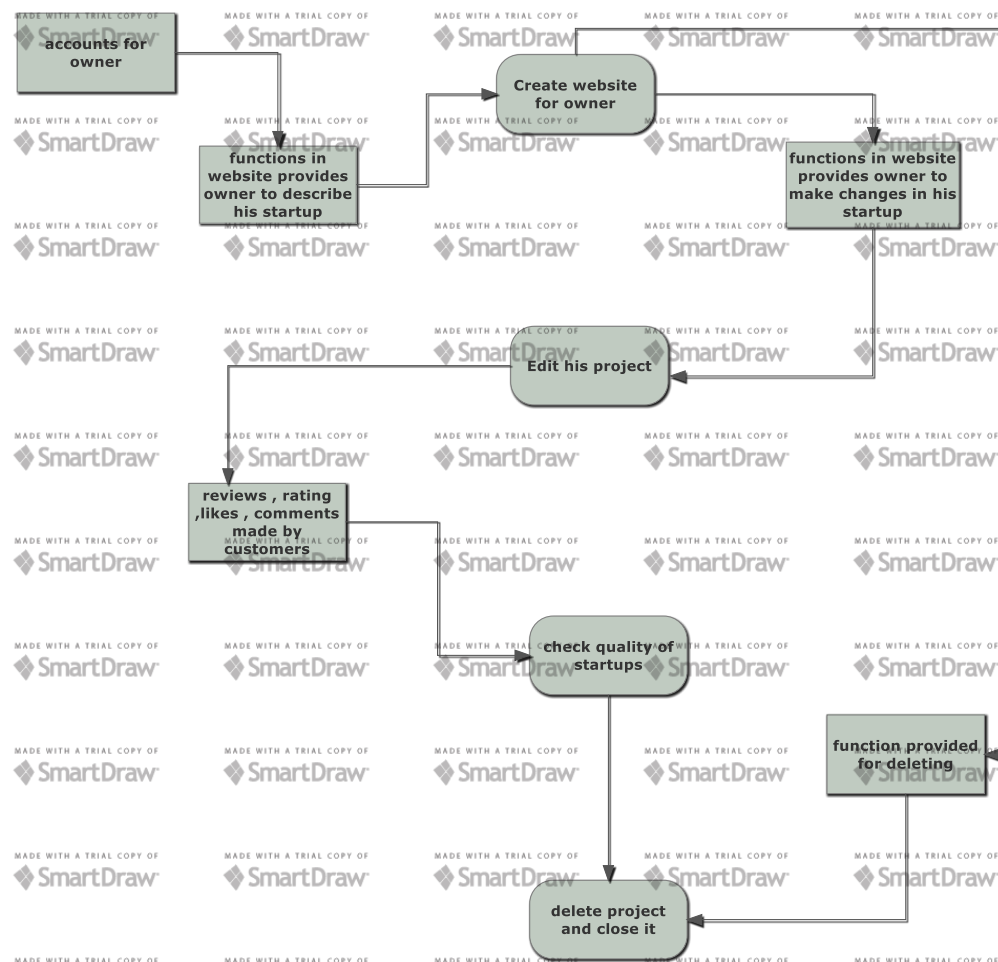 accounts for
owner
functions in
website provides
owner to describe
his startup
Create website
for owner
functions in website
provides owner to
make changes in his
startup
Edit his project
reviews , rating
,likes , comments
made by
customers
check quality of
startups
function provided
for deleting
delete project
and close it
MADE WITH A TRIAL COPY OF
SmartDraw